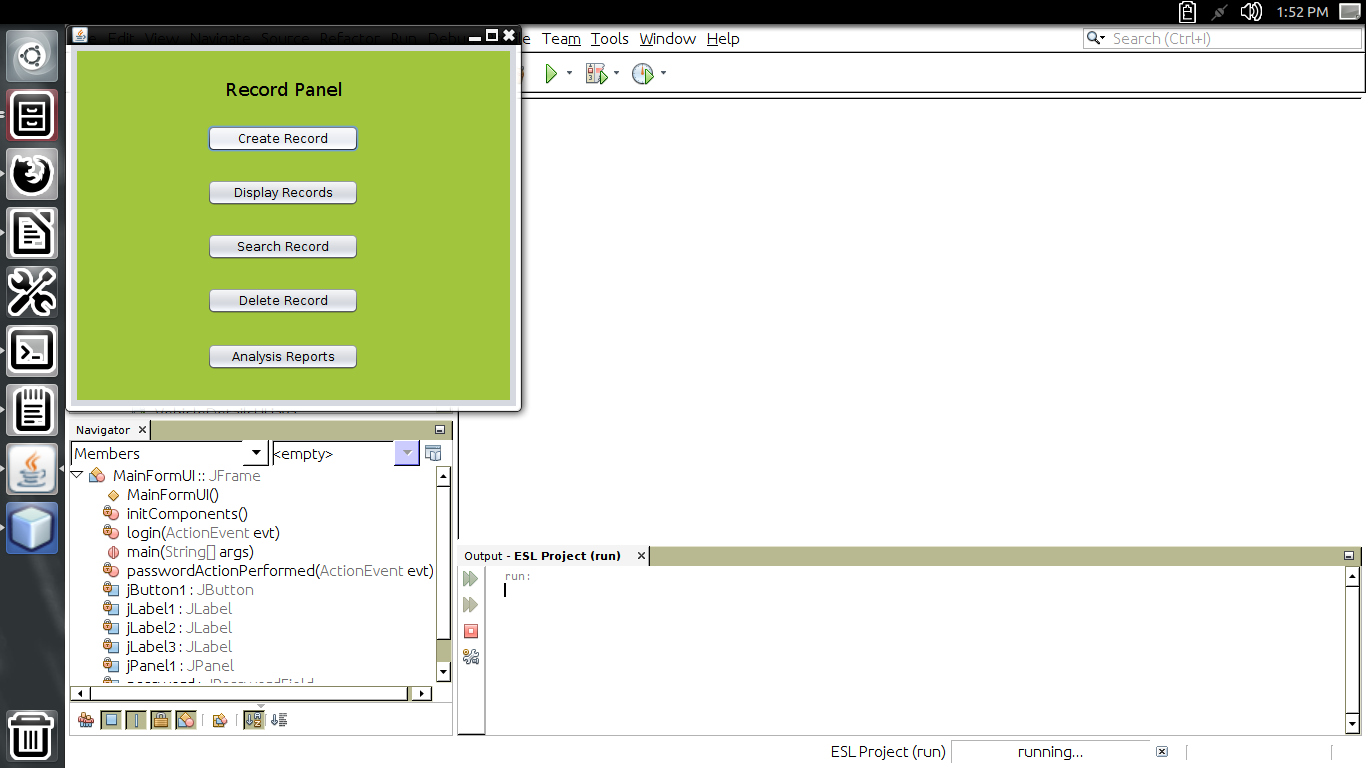 1:52 PM
Edit View Navigate Source Refactor Run Debug
Team Tools Window Help
Search (Ctrl+I)
Record Panel
Create Record
Display Records
Search Record
Delete Record
Analysis Reports
Navigator
Members
<empty>
MainFormUI :: JFrame
MainFormUI()
initComponents()
login(ActionEvent evt)
main(String[] args)
passwordActionPerformed(ActionEvent evt)
jButton1 : JButton
jLabel1 : JLabel
jLabel2 : JLabel
jLabel3 : JLabel
jPanel1 : JPanel
password : JPasswordField
Output - ESL Project (run)
run:
ESL Project (run)
running...